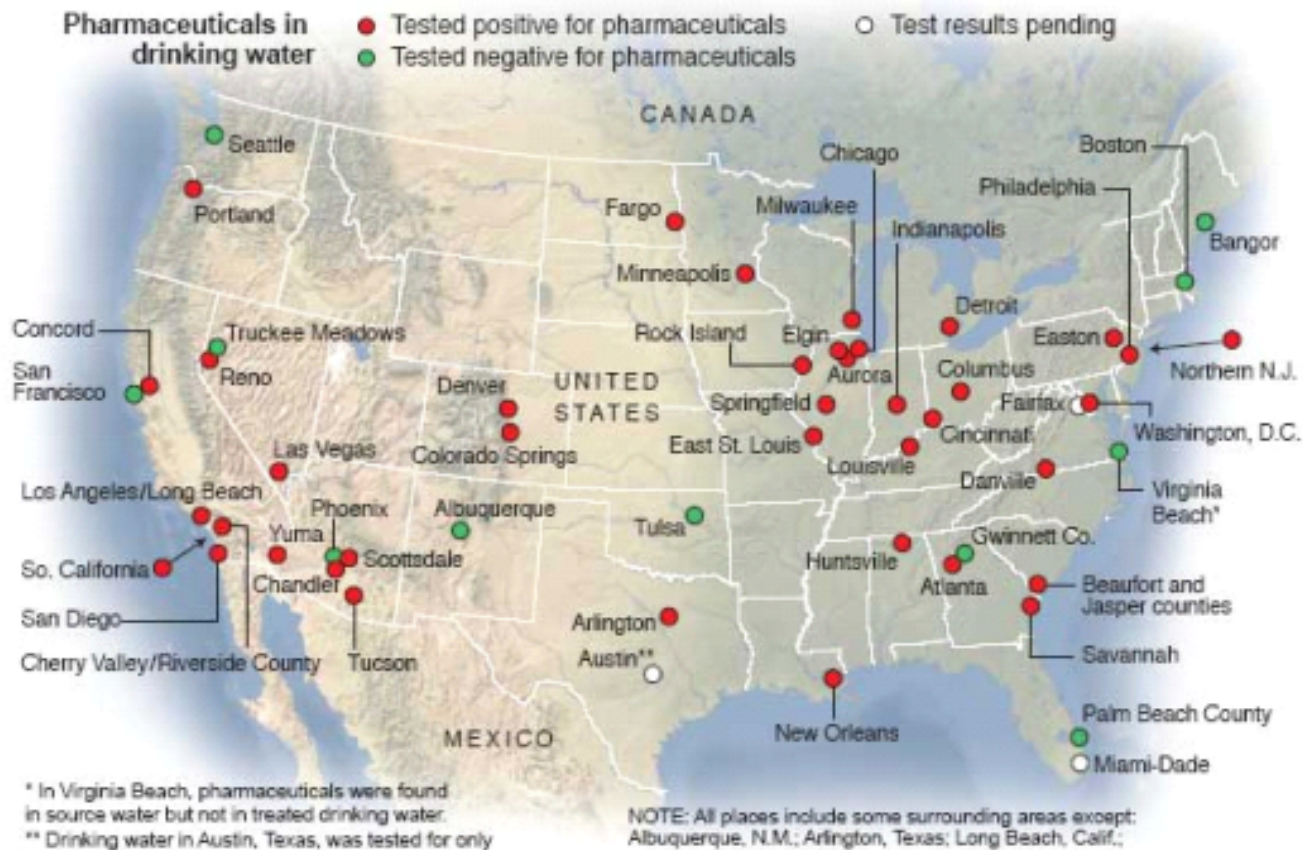 Pharmaceuticals in
drinking water
Tested positive for pharmaceuticals
Tested negative for pharmaceuticals
Test results pending
CANADA
Seattle
Portland
Fargo
Minneapolis
Milwaukee
Chicago
Indianapolis
Boston
Philadelphia
Bangor
Detroit
Concord
San
Francisco
Truckee Meadows
Reno
Rock Island
Elgin
Aurora
Columbus
Easton
Northern N.J.
Denver
UNITED
STATES
Springfield
Fairfax
Washington, D.C.
Colorado Springs
East St. Louis
Louisville
Cincinnati
Las Vegas
Danville
Virginia
Beach*
Los Angeles/Long Beach
Phoenix
Albuquerque
Tulsa
Yuma
Scottsdale
Huntsville
Gwinnett Co.
Atlanta
So. California
Chandler
Beaufort and
Jasper counties
San Diego
Arlington
Cherry Valley/Riverside County
Tucson
Austin**
Savannah
New Orleans
Palm Beach County
MEXICO
Miami-Dade
* In Virginia Beach, pharmaceuticals were found
in source water but not in treated drinking water.
** Drinking water in Austin, Texas, was tested for only
NOTE: All places include some surrounding areas except:
Albuquerque, N.M.; Arlington, Texas; Long Beach, Calif.;